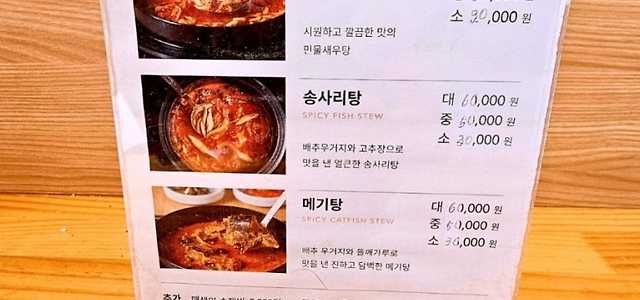 소 30,000 원
시원하고 깔끔한 맛의
민물새우탕
송사리탕
SPICY FISH STEW
대 60,000 원
중 50,000 원
소 30,000 원
배추우거지와 고추장으로
맛을 낸 얼큰한 송사리탕
메기탕
SPICY CATFISH STEW
대 60,000 원
중 50,000 원
소 30,000 원
배추 우거지와 들깨가루로
맛을 낸 진하고 담백한 메기탕
추가